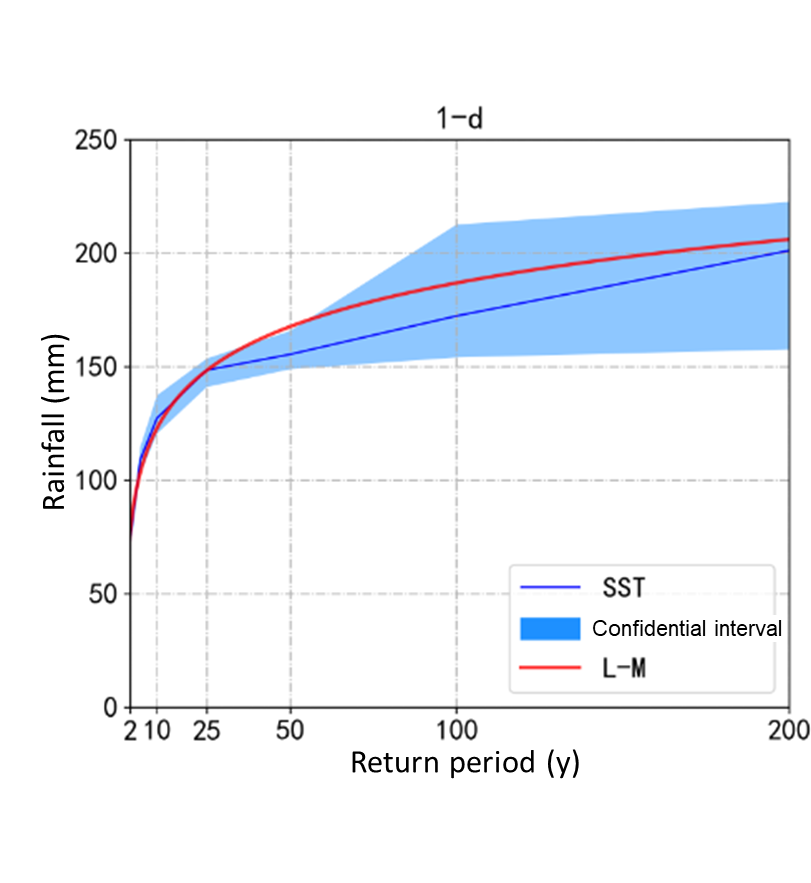 1-d
250
200
150
100
50
0
Rainfall (mm)
SST
Confidential interval
L-M
2 10 25 50 100 200
Return period (y)